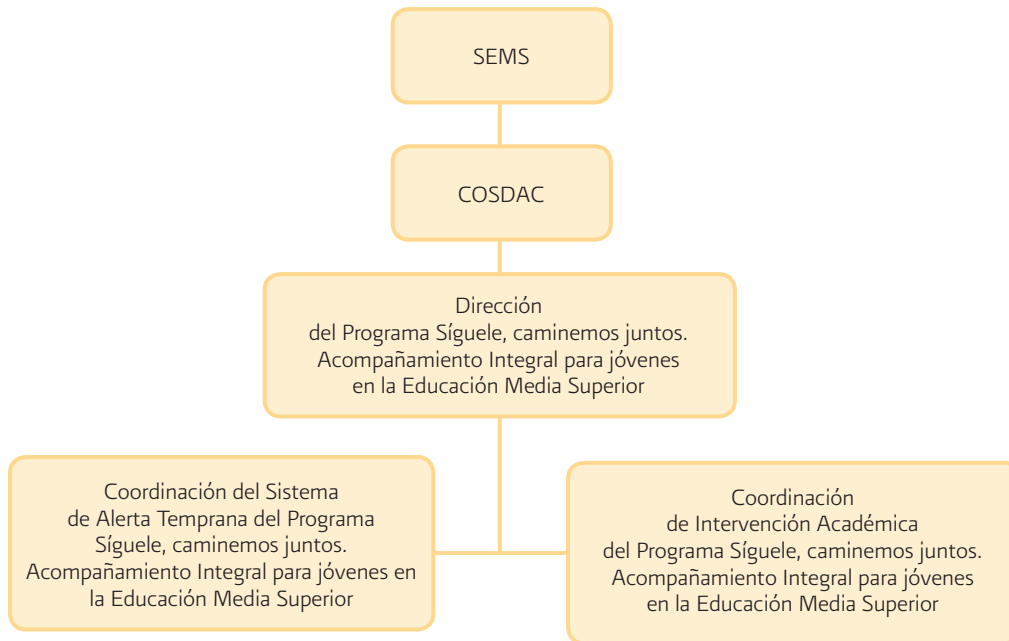 SEMS
COSDAC
Dirección
del Programa Síguele, caminemos juntos.
Acompañamiento Integral para jóvenes
en la Educación Media Superior
Coordinación del Sistema
de Alerta Temprana del Programa
Síguele, caminemos juntos.
Acompañamiento Integral para jóvenes en
la Educación Media Superior
Coordinación
de Intervención Académica
del Programa Síguele, caminemos juntos.
Acompañamiento Integral para jóvenes
en la Educación Media Superior